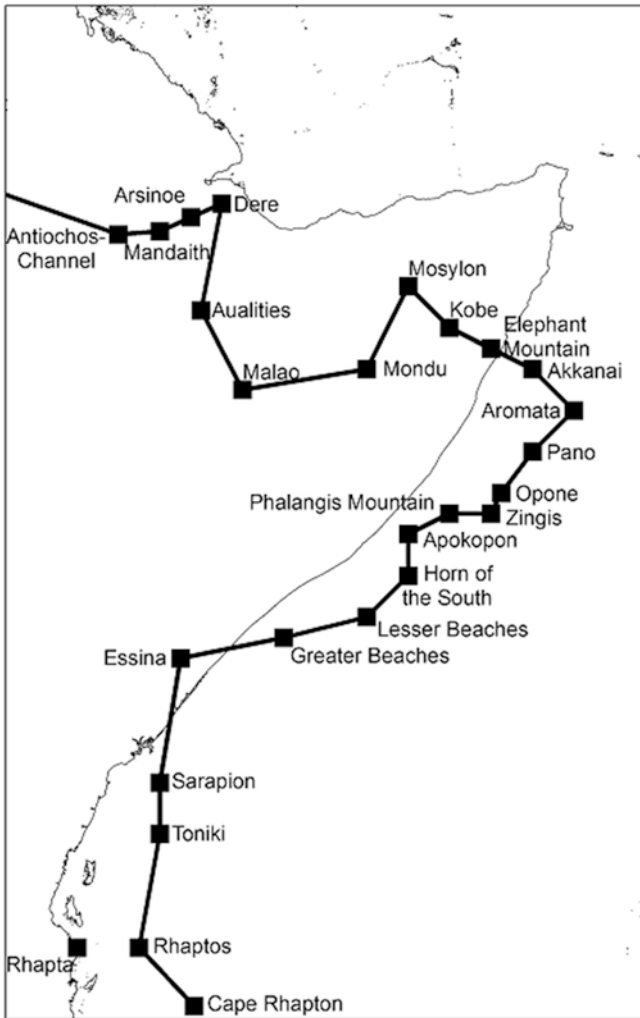 Arsinoe
Dere
Antiochos-
Channel
Mandaith
Aualities
Mosylon
Kobe
Elephant
Mountain
Malao
Mondu
Akkanai
Aromata
Pano
Opone
Phalangis Mountain
Zingis
Apokopon
Horn of
the South
Lesser Beaches
Greater Beaches
Essina
Sarapion
Toniki
Rhapta
Rhaptos
Cape Rhapton